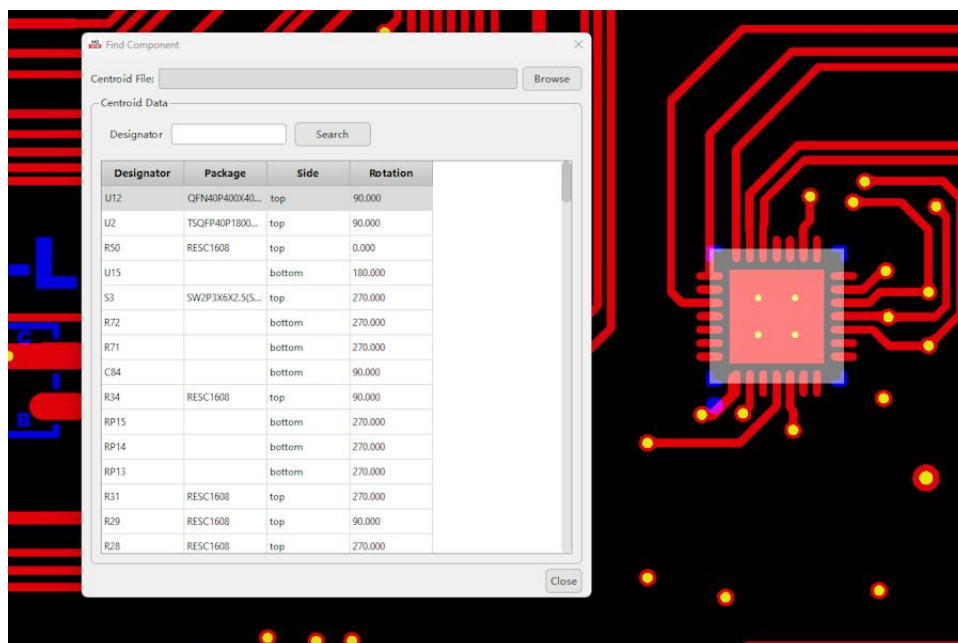 Find Component
Centroid File:
Browse
Centroid Data
Designator
Search
Designator Package Side Rotation
U12 QFN40P400X40... top 90.000
U2 TSQFP40P1800... top 90.000
R50 RESC1608 top 0.000
U15 bottom 180.000
S3 SW2P3X6X2.5(S... top 270.000
R72 bottom 270.000
R71 bottom 270.000
C84 bottom 90.000
R34 RESC1608 top 90.000
RP15 bottom 270.000
RP14 bottom 270.000
RP13 bottom 270.000
R31 RESC1608 top 270.000
R29 RESC1608 top 90.000
R28 RESC1608 top 270.000
Close
C
B